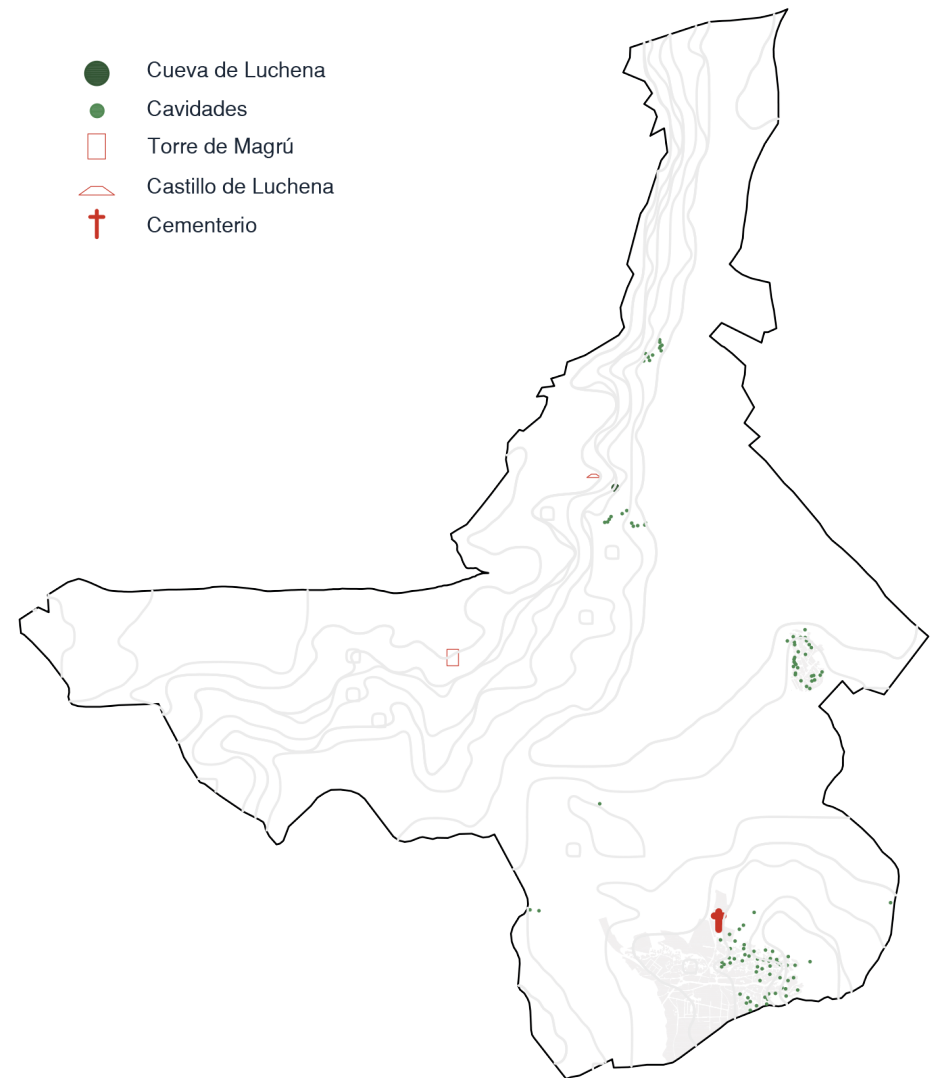 Cueva de Luchena
Cavidades
Torre de Magrú
Castillo de Luchena
Cementerio